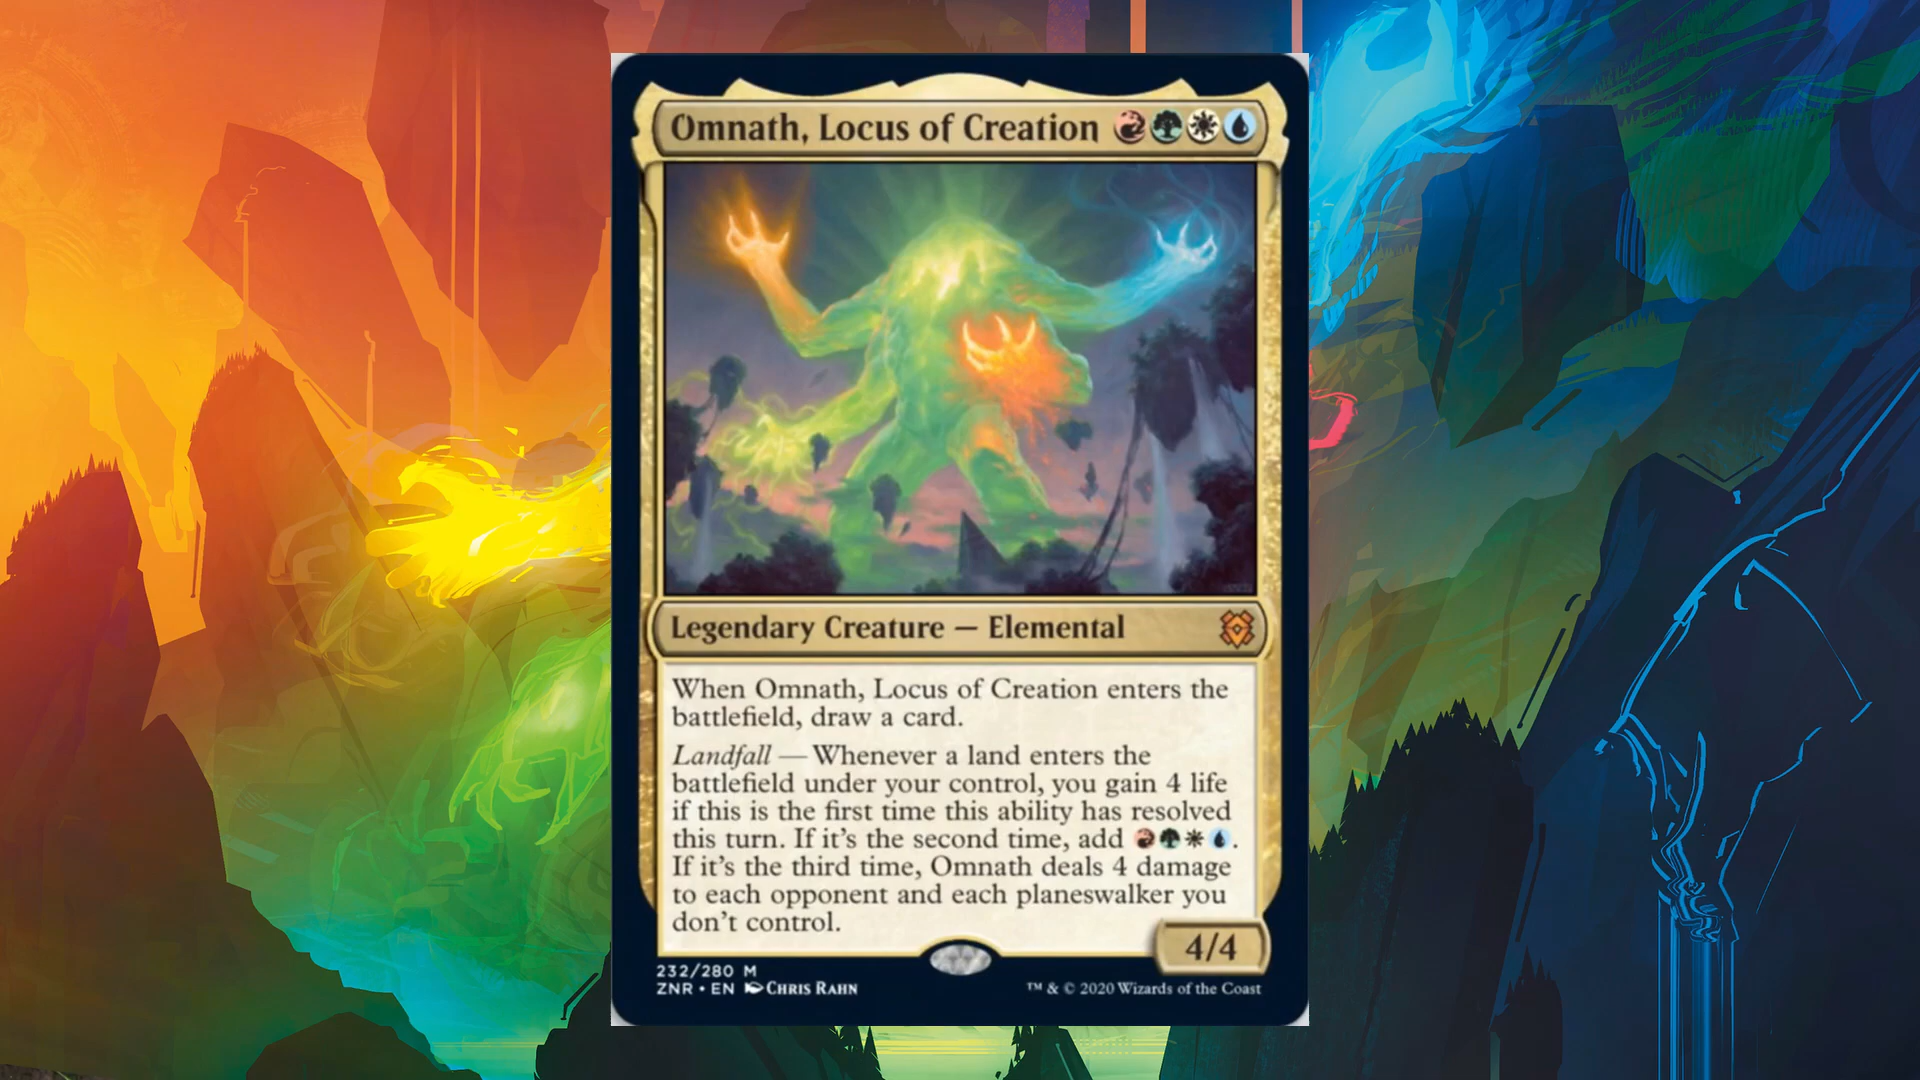 Omnath, Locus of Creation
Legendary Creature — Elemental
When Omnath, Locus of Creation enters the
battlefield, draw a card.
Landfall — Whenever a land enters the
battlefield under your control, you gain 4 life
if this is the first time this ability has resolved
this turn. If it's the second time, add .
If it's the third time, Omnath deals 4 damage
to each opponent and each planeswalker you
don't control.
4/4
232/280 M
ZNR • EN Chris Rahn
™ & © 2020 Wizards of the Coast